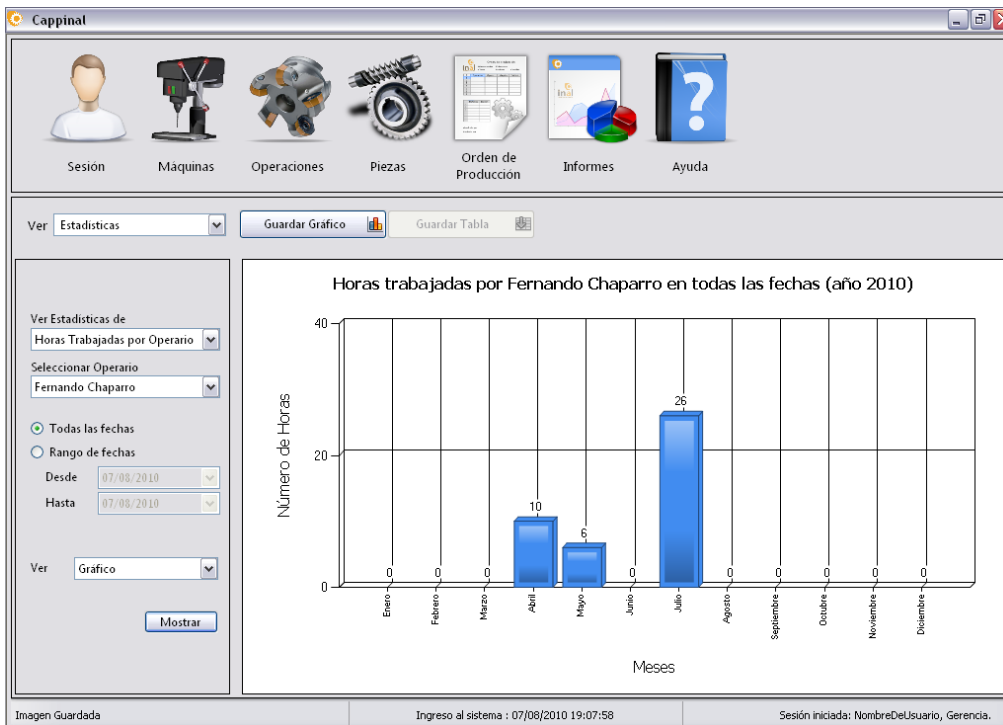 Cappinal
Sesión
Máquinas
Operaciones
Piezas
Orden de
Producción
Informes
Ayuda
Ver Estadísticas
Guardar Gráfico
Guardar Tabla
Ver Estadísticas de
Horas Trabajadas por Operario
Seleccionar Operario
Fernando Chaparro
Todas las fechas
Rango de fechas
Desde 07/08/2010
Hasta 07/08/2010
Ver Gráfico
Mostrar
Horas trabajadas por Fernando Chaparro en todas las fechas (año 2010)
Número de Horas
40
20
0
0
0
0
10
6
0
26
0
0
0
0
0
Enero
Febrero
Marzo
Abril
Mayo
Junio
Julio
Agosto
Septiembre
Octubre
Noviembre
Diciembre
Meses
Imagen Guardada
Ingreso al sistema : 07/08/2010 19:07:58
Sesión iniciada: NombreDeUsuario, Gerencia.